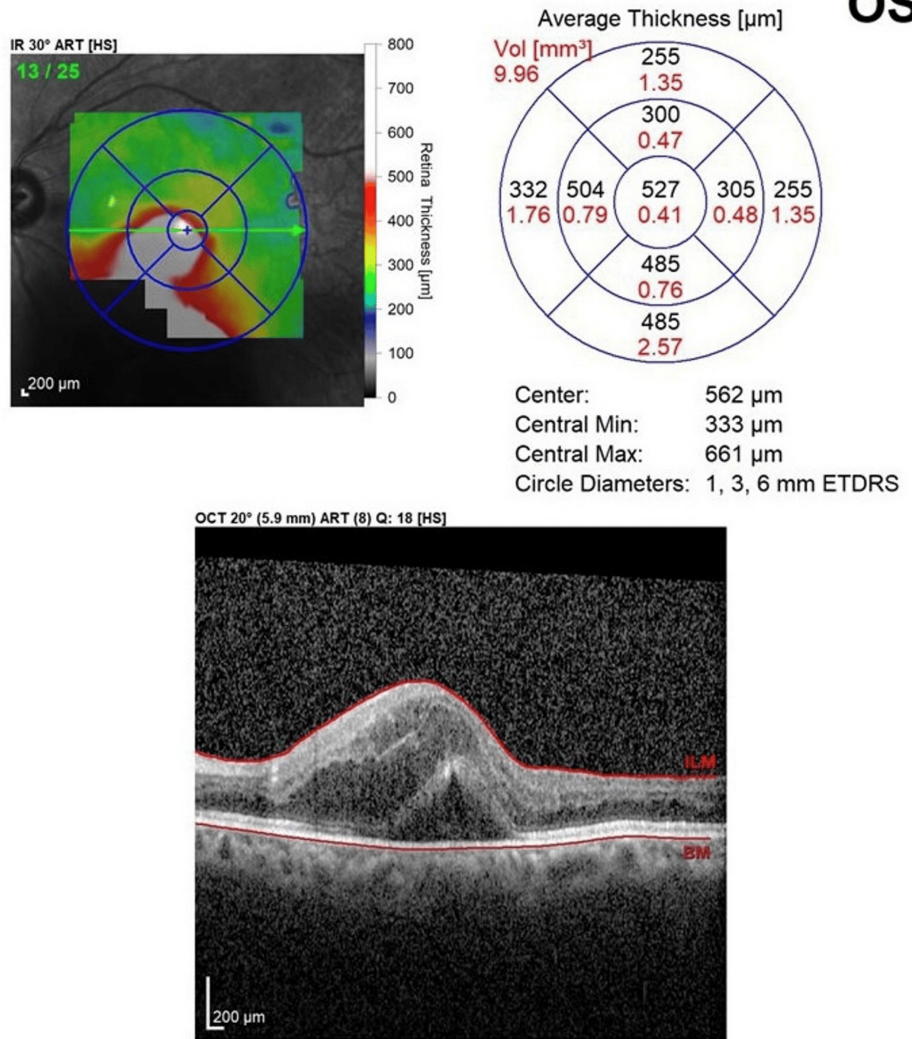 OS
IR 30° ART [HS]
13 / 25
800
700
600
500
400
300
200
100
0
Retina Thickness [µm]
200 µm
Average Thickness [µm]
Vol [mm³]
9.96
255
1.35
300
0.47
332 504 527 305 255
1.76 0.79 0.41 0.48 1.35
485
0.76
485
2.57
Center: 562 µm
Central Min: 333 µm
Central Max: 661 µm
Circle Diameters: 1, 3, 6 mm ETDRS
OCT 20° (5.9 mm) ART (8) Q: 18 [HS]
ILM
BM
200 µm